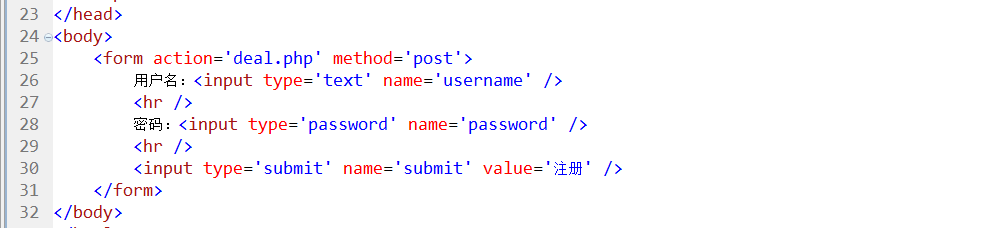 23 </head>
24 <body>
25 <form action='deal.php' method='post'>
26 用户名：<input type='text' name='username' />
27 <hr />
28 密码：<input type='password' name='password' />
29 <hr />
30 <input type='submit' name='submit' value='注册' />
31 </form>
32 </body>